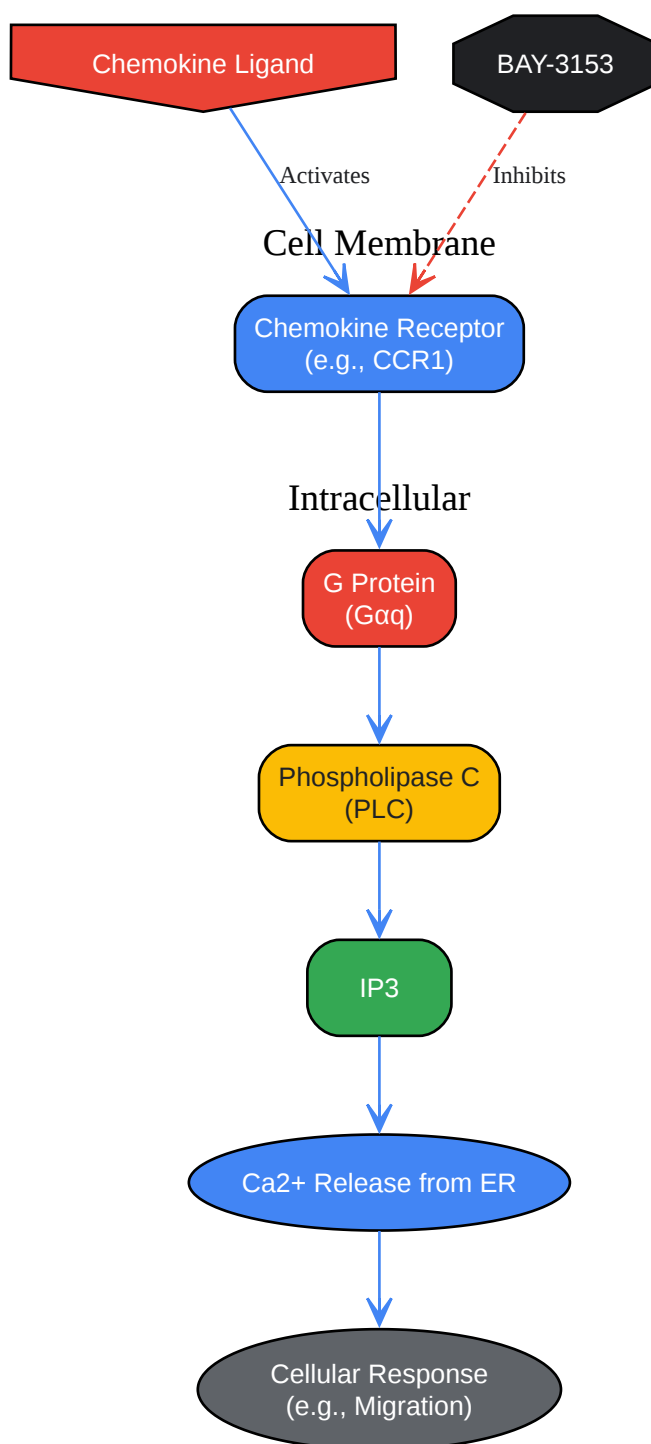 Chemokine Ligand
BAY-3153
Activates
Inhibits
Cell Membrane
Chemokine Receptor
(e.g., CCR1)
Intracellular
G Protein
(Gαq)
Phospholipase C
(PLC)
IP3
Ca2+ Release from ER
Cellular Response
(e.g., Migration)